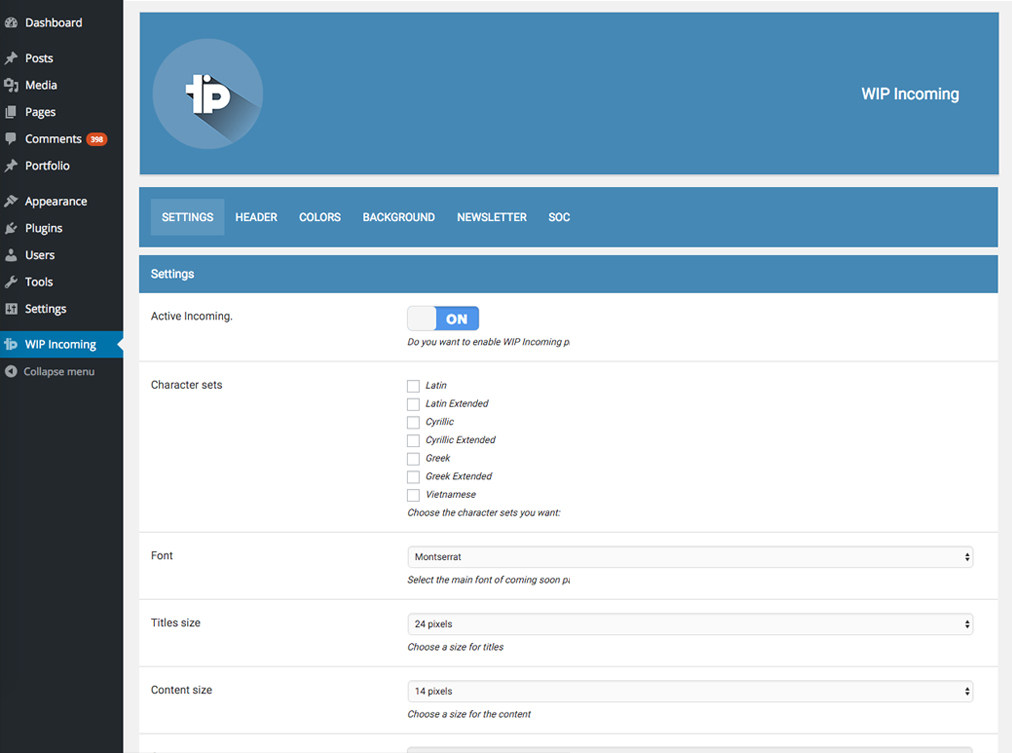 Dashboard
Posts
Media
Pages
Comments 398
Portfolio
Appearance
Plugins
Users
Tools
Settings
WIP Incoming
Collapse menu
tip
WIP Incoming
SETTINGS HEADER COLORS BACKGROUND NEWSLETTER SOC
Settings
Active Incoming.
ON
Do you want to enable WIP Incoming p
Character sets
Latin
Latin Extended
Cyrillic
Cyrillic Extended
Greek
Greek Extended
Vietnamese
Choose the character sets you want:
Font
Montserrat
Select the main font of coming soon pa
Titles size
24 pixels
Choose a size for titles
Content size
14 pixels
Choose a size for the content